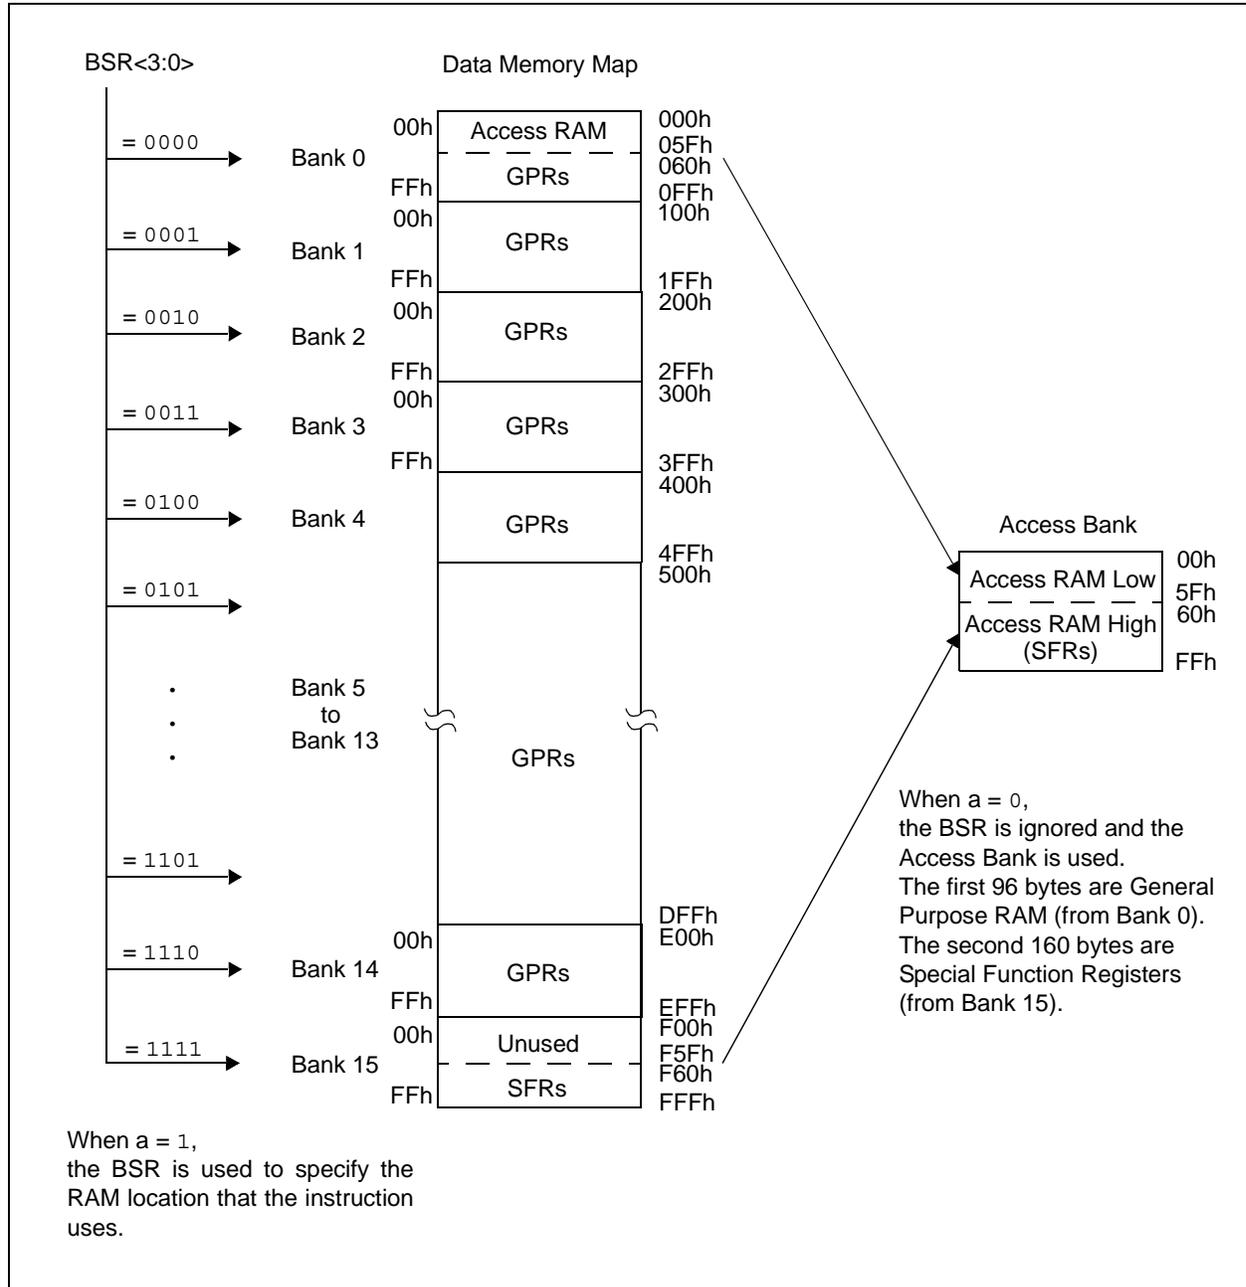 BSR<3:0>
Data Memory Map
= 0000
Bank 0
00h
Access RAM
000h
05Fh
060h
FFh
GPRs
0FFh
= 0001
Bank 1
00h
GPRs
100h
FFh
1FFh
= 0010
Bank 2
00h
GPRs
200h
FFh
2FFh
= 0011
Bank 3
00h
GPRs
300h
FFh
3FFh
= 0100
Bank 4
GPRs
400h
4FFh
= 0101
500h
.
.
.
Bank 5
to
Bank 13
GPRs
= 1101
DFFh
= 1110
Bank 14
00h
GPRs
E00h
FFh
EFFh
= 1111
Bank 15
00h
Unused
F00h
F5Fh
F60h
FFh
SFRs
FFFh
When a = 1,
the BSR is used to specify the
RAM location that the instruction
uses.
Access Bank
Access RAM Low
00h
5Fh
Access RAM High
(SFRs)
60h
FFh
When a = 0,
the BSR is ignored and the
Access Bank is used.
The first 96 bytes are General
Purpose RAM (from Bank 0).
The second 160 bytes are
Special Function Registers
(from Bank 15).